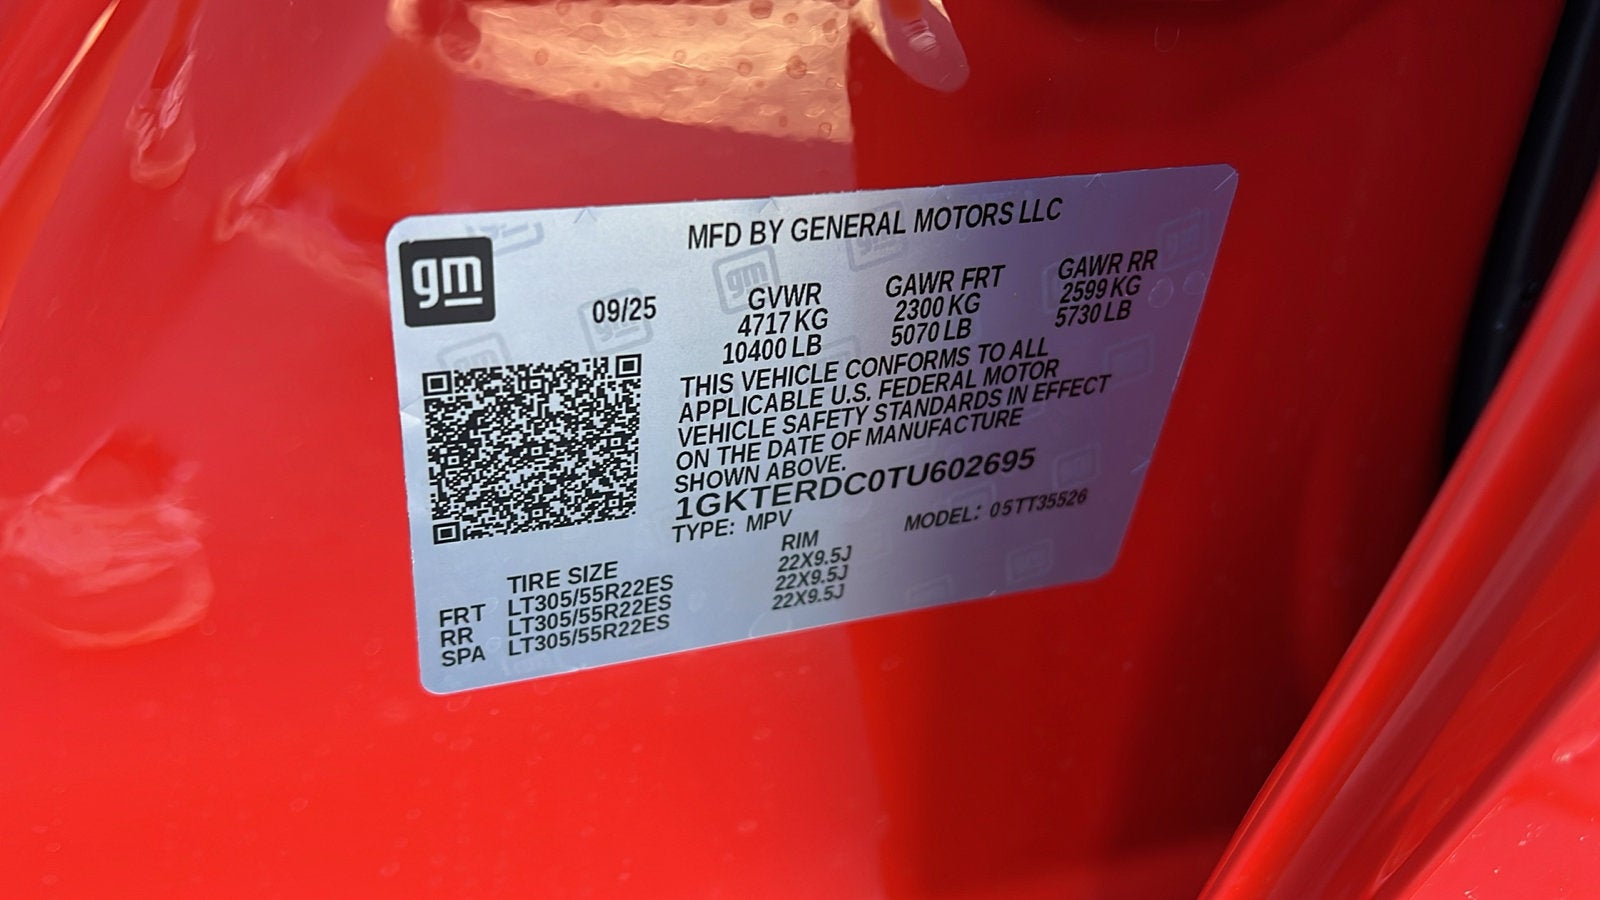 MFD BY GENERAL MOTORS LLC
gm
09/25
GVWR
4717 KG
10400 LB
GAWR FRT
2300 KG
5070 LB
GAWR RR
2599 KG
5730 LB
THIS VEHICLE CONFORMS TO ALL
APPLICABLE U.S. FEDERAL MOTOR
VEHICLE SAFETY STANDARDS IN EFFECT
ON THE DATE OF MANUFACTURE
SHOWN ABOVE.
1GKTERDC0TU602695
TYPE: MPV MODEL: 05TT35526
TIRE SIZE RIM
FRT LT305/55R22ES 22X9.5J
RR LT305/55R22ES 22X9.5J
SPA LT305/55R22ES 22X9.5J